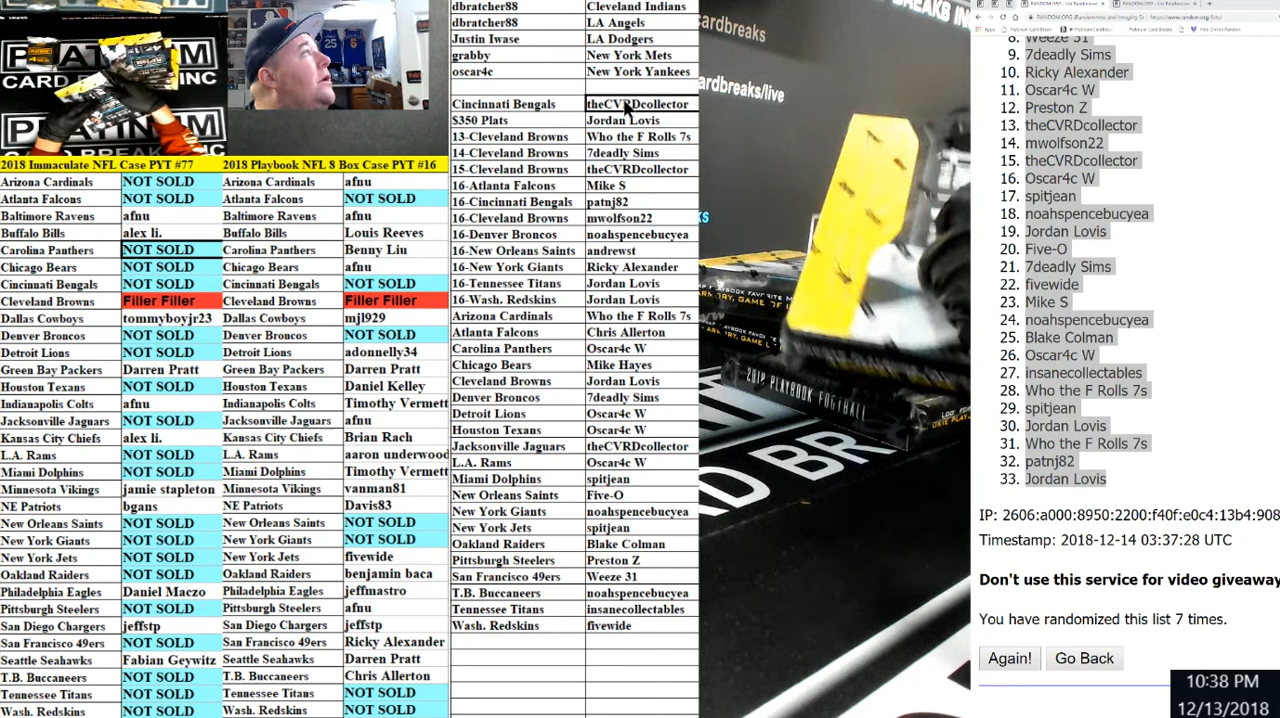 PLATINUM
CARD BREAKS INC
25
5
PLATINUM
CARD BREAK INC
2018 Immaculate NFL Case PYT #77 2018 Playbook NFL 8 Box Case PYT #16
Arizona Cardinals NOT SOLD Arizona Cardinals afnu
Atlanta Falcons NOT SOLD Atlanta Falcons NOT SOLD
Baltimore Ravens afnu Baltimore Ravens afnu
Buffalo Bills alex li. Buffalo Bills Louis Reeves
Carolina Panthers NOT SOLD Carolina Panthers Benny Liu
Chicago Bears NOT SOLD Chicago Bears afnu
Cincinnati Bengals NOT SOLD Cincinnati Bengals NOT SOLD
Cleveland Browns Filler Filler Cleveland Browns Filler Filler
Dallas Cowboys tommyboyjr23 Dallas Cowboys mjl929
Denver Broncos NOT SOLD Denver Broncos NOT SOLD
Detroit Lions NOT SOLD Detroit Lions adonnelly34
Green Bay Packers Darren Pratt Green Bay Packers Darren Pratt
Houston Texans NOT SOLD Houston Texans Daniel Kelley
Indianapolis Colts afnu Indianapolis Colts Timothy Vermett
Jacksonville Jaguars NOT SOLD Jacksonville Jaguars afnu
Kansas City Chiefs alex li. Kansas City Chiefs Brian Rach
L.A. Rams NOT SOLD L.A. Rams aaron underwood
Miami Dolphins NOT SOLD Miami Dolphins Timothy Vermett
Minnesota Vikings jamie stapleton Minnesota Vikings vanman81
NE Patriots bgans NE Patriots Davis83
New Orleans Saints NOT SOLD New Orleans Saints NOT SOLD
New York Giants NOT SOLD New York Giants NOT SOLD
New York Jets NOT SOLD New York Jets fivewide
Oakland Raiders NOT SOLD Oakland Raiders benjamin baca
Philadelphia Eagles Daniel Maczo Philadelphia Eagles jeffmastro
Pittsburgh Steelers NOT SOLD Pittsburgh Steelers afnu
San Diego Chargers jeffstp San Diego Chargers jeffstp
San Francisco 49ers NOT SOLD San Francisco 49ers Ricky Alexander
Seattle Seahawks Fabian Geywitz Seattle Seahawks Darren Pratt
T.B. Buccaneers NOT SOLD T.B. Buccaneers Chris Allerton
Tennessee Titans NOT SOLD Tennessee Titans NOT SOLD
Wash. Redskins NOT SOLD Wash. Redskins NOT SOLD
dbratcher88 Cleveland Indians
dbratcher88 LA Angels
Justin Prase LA Dodgers
grabby New York Mets
oscar4c New York Yankees
Cincinnati Bengals theCVRDcollector
$350 Plats Jordan Lovis
13-Cleveland Browns Who the F Rolls 7s
14-Cleveland Browns 7deadly Sims
15-Cleveland Browns theCVRDcollector
16-Atlanta Falcons Mike S
16-Cincinnati Bengals patnj82
16-Cleveland Browns mwolfson22
16-Denver Broncos noahspencebucyea
16-New Orleans Saints andrewst
16-New York Giants Ricky Alexander
16-Tennessee Titans Jordan Lovis
16-Wash. Redskins Jordan Lovis
Arizona Cardinals Who the F Rolls 7s
Atlanta Falcons Chris Allerton
Carolina Panthers Oscar4c W
Chicago Bears Mike Hayes
Cleveland Browns Jordan Lovis
Denver Broncos 7deadly Sims
Detroit Lions Oscar4c W
Houston Texans Oscar4c W
Jacksonville Jaguars theCVRDcollector
L.A. Rams Oscar4c W
Miami Dolphins spitjean
New Orleans Saints Five-O
New York Giants noahspencebucyea
New York Jets spitjean
Oakland Raiders Blake Colman
Pittsburgh Steelers Preston Z
San Francisco 49ers Weeze 31
T.B. Buccaneers noahspencebucyea
Tennessee Titans insanecollectables
Wash. Redskins fivewide
BREAKS IN
cardbreaks
ardbreaks/live
ks
2018 PLAYBOOK FOOTBALL
RD BR
https://www.random.org/lists/
Weeze 31
9. 7deadly Sims
10. Ricky Alexander
11. Oscar4c W
12. Preston Z
13. theCVRDcollector
14. mwolfson22
15. theCVRDcollector
16. Oscar4c W
17. spitjean
18. noahspencebucyea
19. Jordan Lovis
20. Five-O
21. 7deadly Sims
22. fivewide
23. Mike S
24. noahspencebucyea
25. Blake Colman
26. Oscar4c W
27. insanecollectables
28. Who the F Rolls 7s
29. spitjean
30. Jordan Lovis
31. Who the F Rolls 7s
32. patnj82
33. Jordan Lovis
IP: 2606:a000:8950:2200:f40f:e0c4:13b4:908
Timestamp: 2018-12-14 03:37:28 UTC
Don't use this service for video giveaway
You have randomized this list 7 times.
Again! Go Back
10:38 PM
12/13/2018